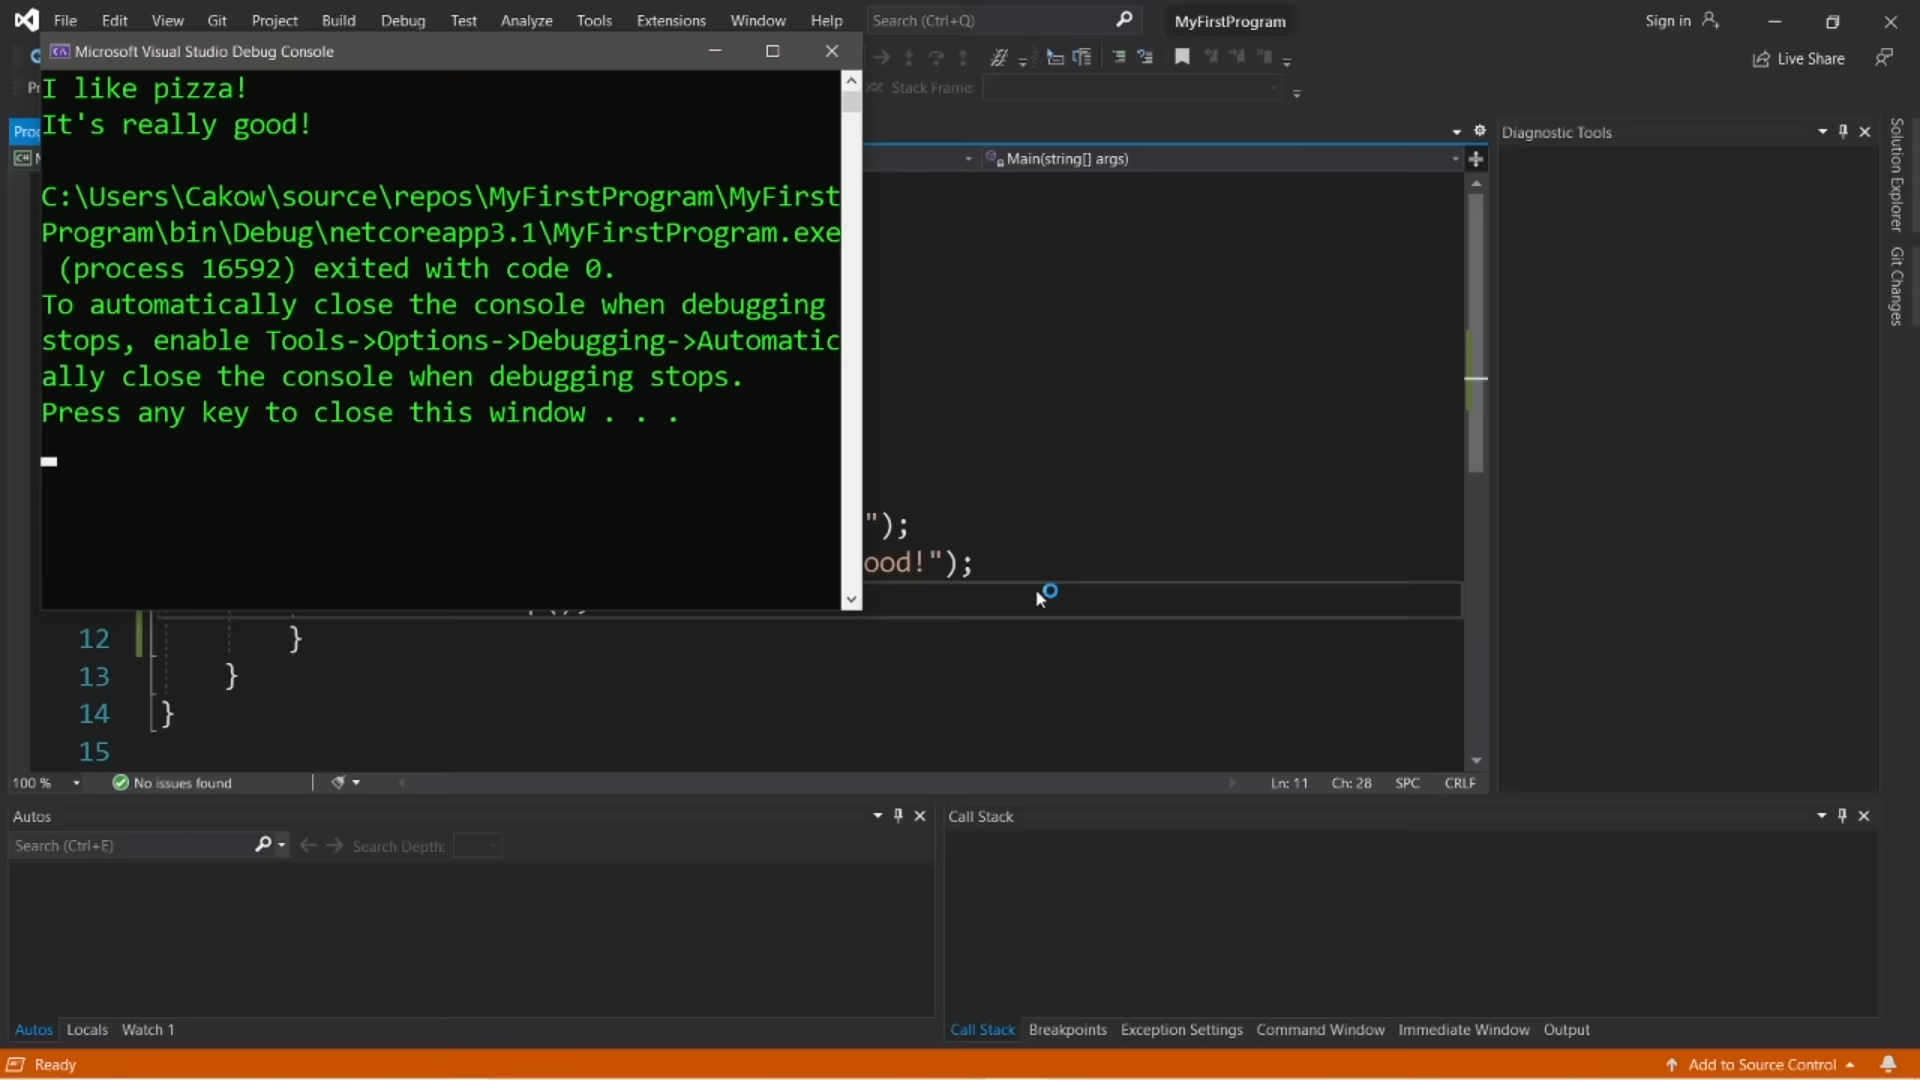 File Edit View Git Project Build Debug Test Analyze Tools Extensions Window Help Search (Ctrl+Q) MyFirstProgram Sign in
Microsoft Visual Studio Debug Console
Live Share
Stack Frame:
I like pizza!
It's really good!
C:\Users\Cakow\source\repos\MyFirstProgram\MyFirst
Program\bin\Debug\netcoreapp3.1\MyFirstProgram.exe
(process 16592) exited with code 0.
To automatically close the console when debugging
stops, enable Tools->Options->Debugging->Automatic
ally close the console when debugging stops.
Press any key to close this window . . .
Main(string[] args)
Diagnostic Tools
Solution Explorer
Git Changes
");
ood!");
12 }
13 }
14 }
15
100 % No issues found Ln: 11 Ch: 28 SPC CRLF
Autos
Search (Ctrl+E) Search Depth:
Autos Locals Watch 1
Call Stack
Call Stack Breakpoints Exception Settings Command Window Immediate Window Output
Ready Add to Source Control